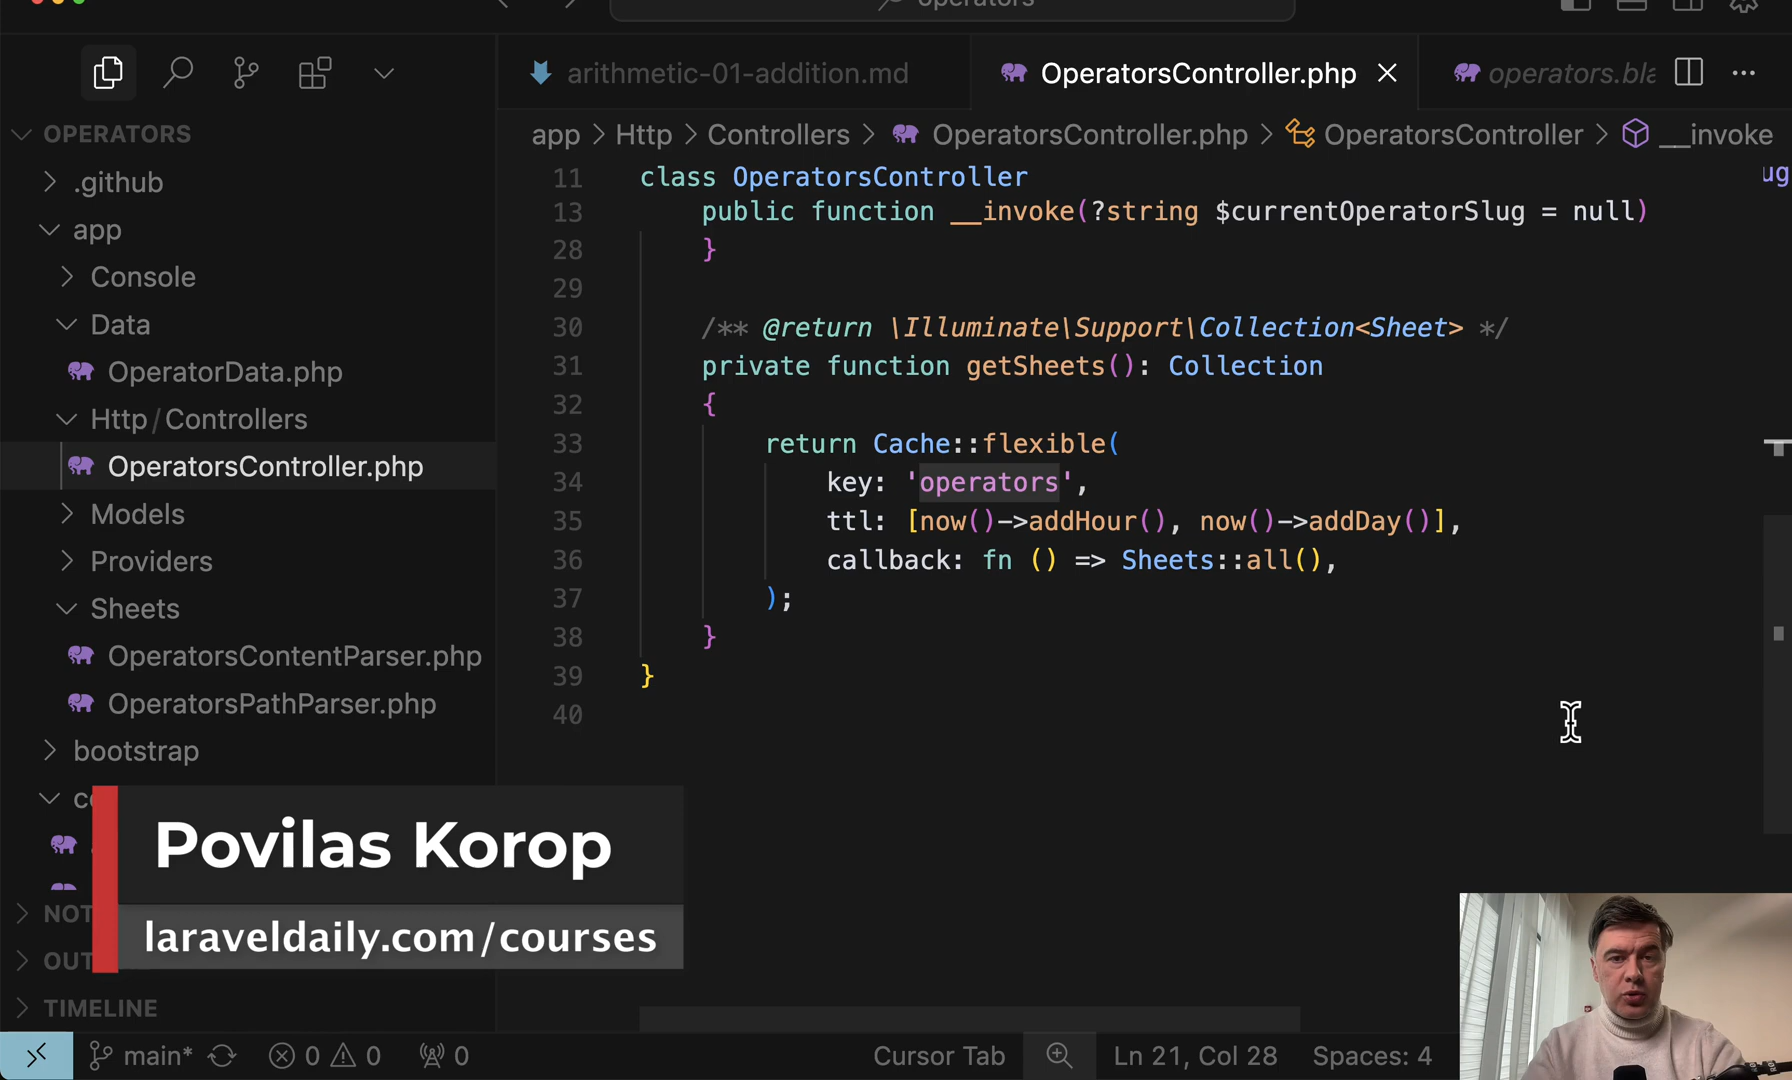 operators
arithmetic-01-addition.md
OperatorsController.php
operators.bla
OPERATORS
app > Http > Controllers > OperatorsController.php > OperatorsController > __invoke
.github
app
Console
Data
OperatorData.php
Http/Controllers
OperatorsController.php
Models
Providers
Sheets
OperatorsContentParser.php
OperatorsPathParser.php
bootstrap
co
NOT
OUT
TIMELINE
11 class OperatorsController
ug
13 public function __invoke(?string $currentOperatorSlug = null)
28 }
29
30 /** @return \Illuminate\Support\Collection<Sheet> */
31 private function getSheets(): Collection
32 {
33 return Cache::flexible(
34 key: 'operators',
35 ttl: [now()->addHour(), now()->addDay()],
36 callback: fn () => Sheets::all(),
37 );
38 }
39 }
40
Povilas Korop
laraveldaily.com/courses
main* 0 0 0 Cursor Tab Ln 21, Col 28 Spaces: 4